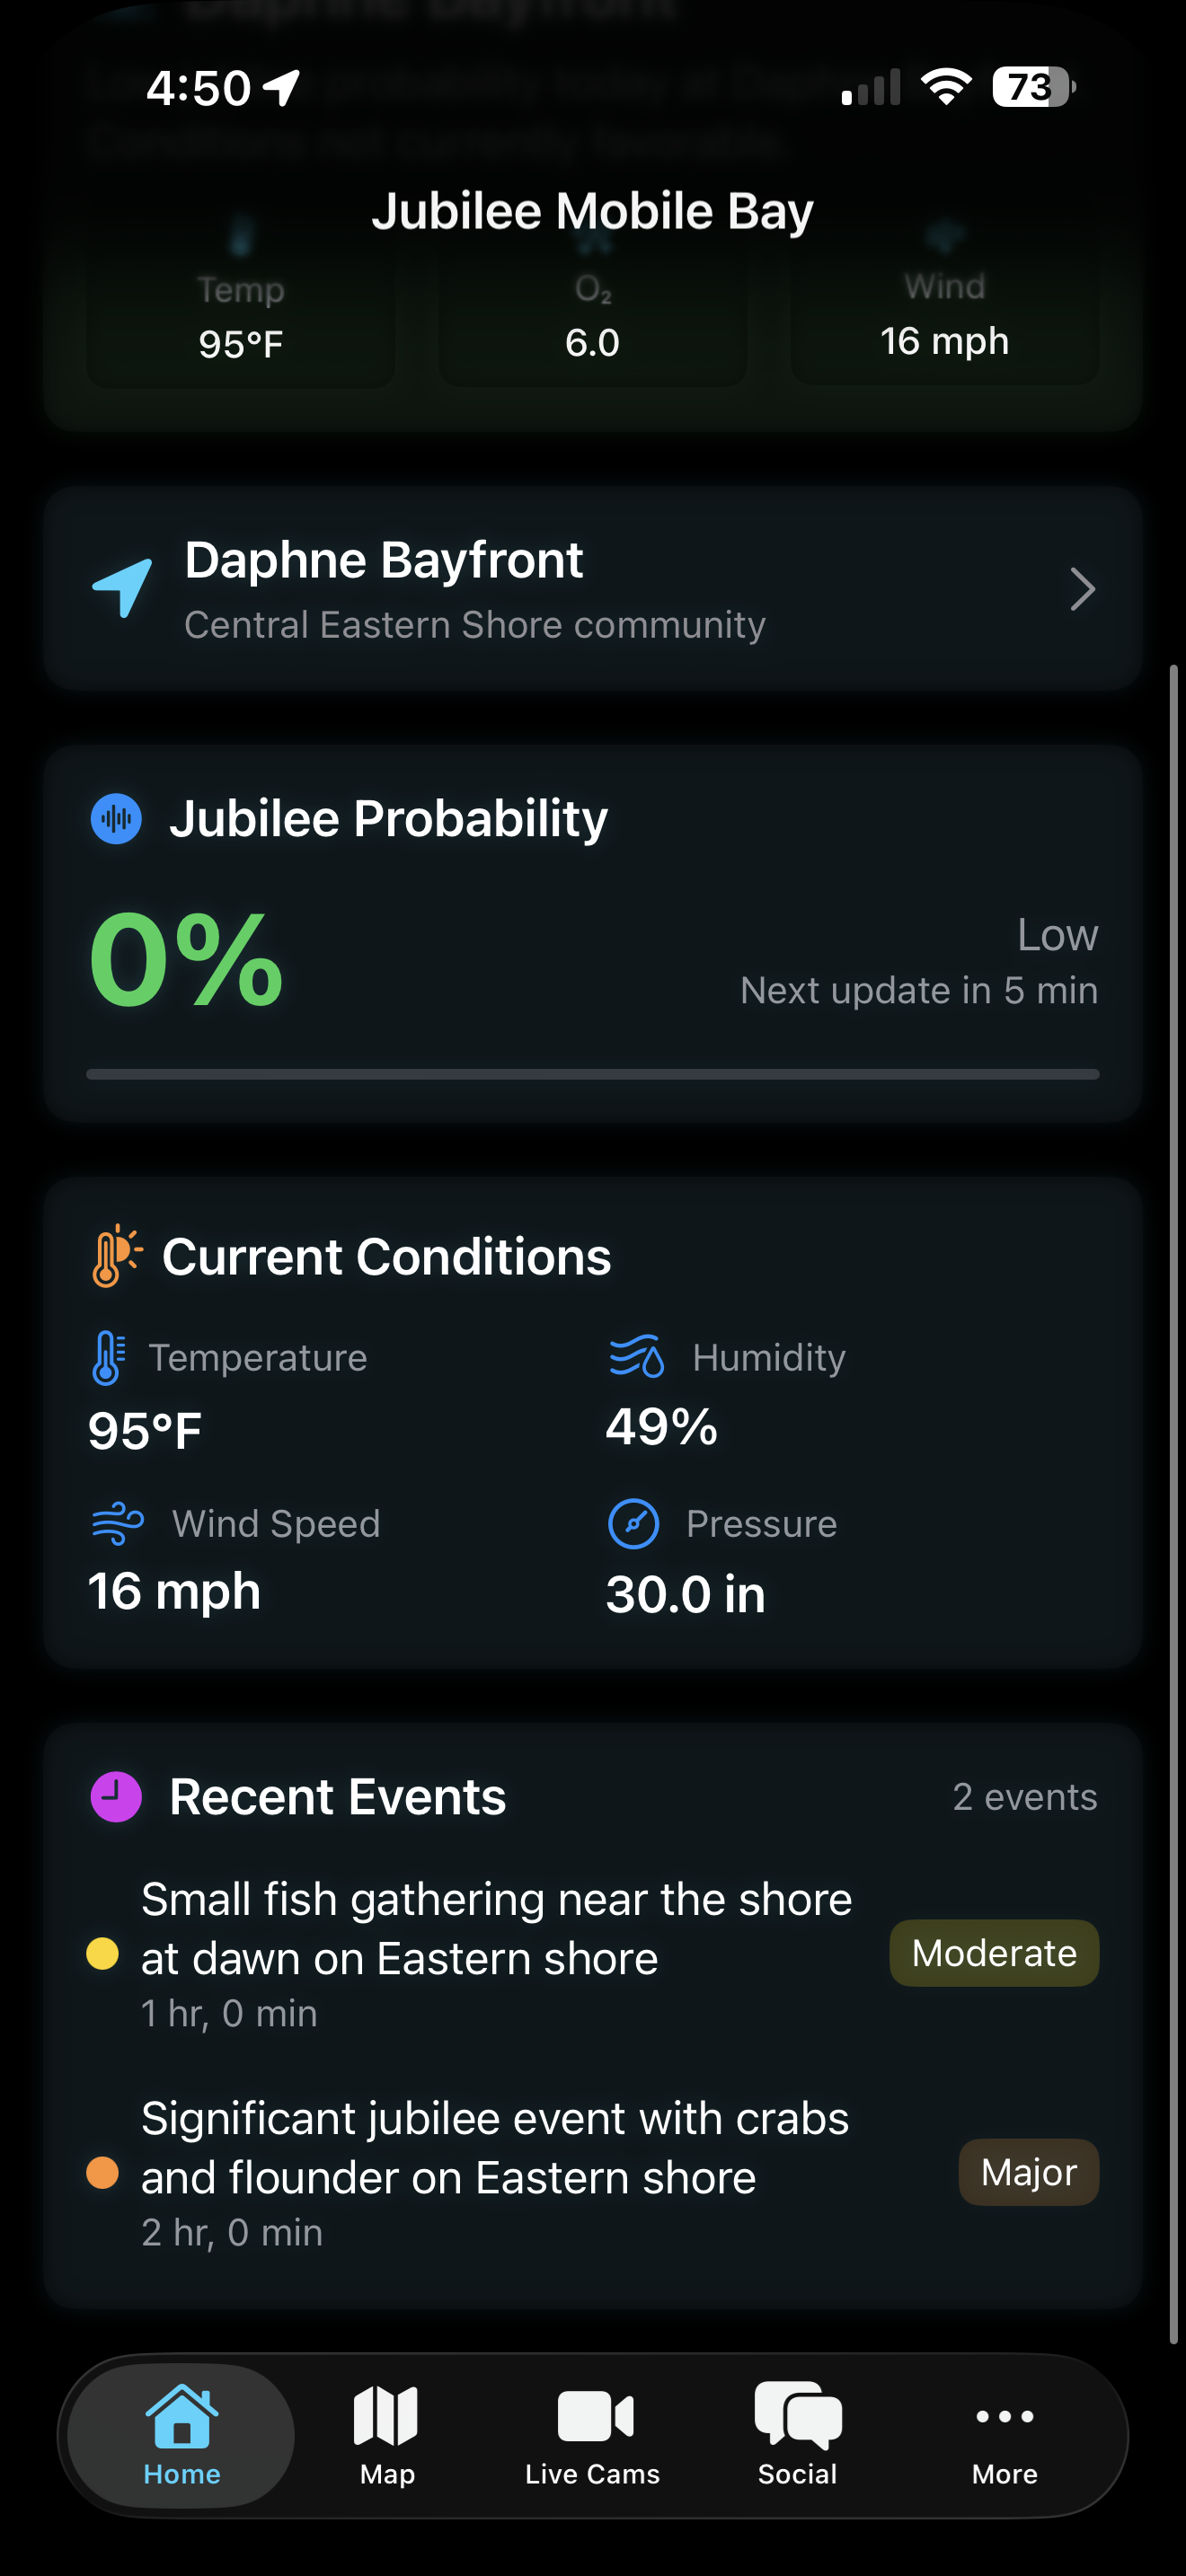 4:50
73
Jubilee Mobile Bay
Temp
O₂
Wind
95°F
6.0
16 mph
Daphne Bayfront
Central Eastern Shore community
Jubilee Probability
0%
Low
Next update in 5 min
Current Conditions
Temperature
Humidity
95°F
49%
Wind Speed
Pressure
16 mph
30.0 in
Recent Events
2 events
Small fish gathering near the shore
at dawn on Eastern shore
Moderate
1 hr, 0 min
Significant jubilee event with crabs
and flounder on Eastern shore
Major
2 hr, 0 min
Home
Map
Live Cams
Social
More